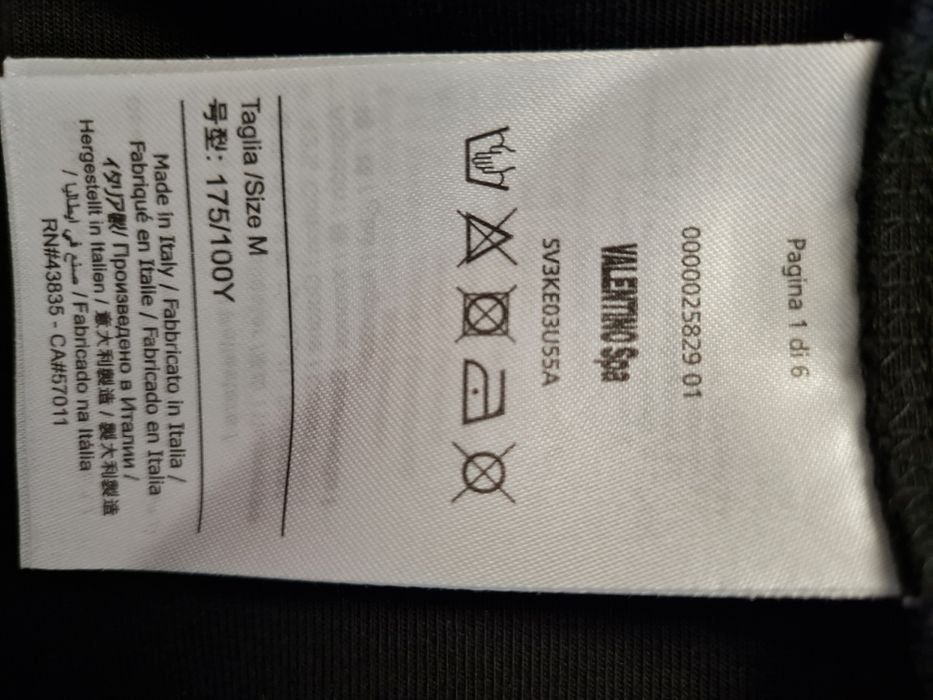 Pagina 1 di 6
0000025829 01
VALENTINO Spa
SV3KE03U55A
Taglia /Size M
号型: 175/100Y
Made in Italy / Fabbricato in Italia /
Fabriqué en Italie / Fabricado en Italia
イタリア製/ Произведено в Италии /
Hergestellt in Italien / 意大利製造 / 製大利製造
/ صنع في ايطاليا / Fabricado na Itália
RN#43835 - CA#57011